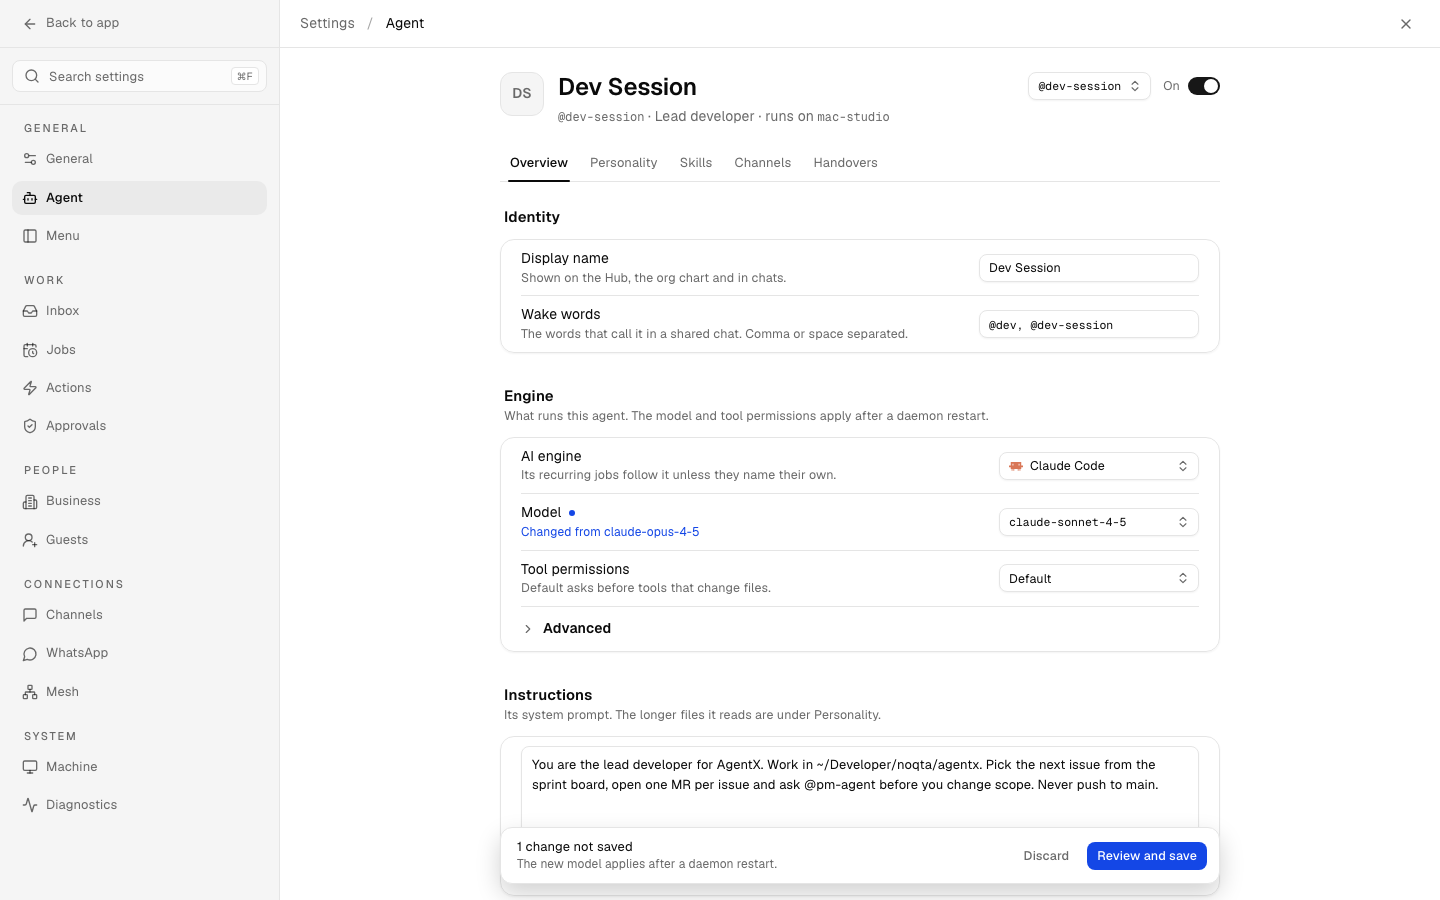 Back to app
Search settings
⌘F
GENERAL
General
Agent
Menu
WORK
Inbox
Jobs
Actions
Approvals
PEOPLE
Business
Guests
CONNECTIONS
Channels
WhatsApp
Mesh
SYSTEM
Machine
Diagnostics
Settings / Agent
DS
Dev Session
@dev-session · Lead developer · runs on mac-studio
@dev-session
On
Overview Personality Skills Channels Handovers
Identity
Display name
Shown on the Hub, the org chart and in chats.
Dev Session
Wake words
The words that call it in a shared chat. Comma or space separated.
@dev, @dev-session
Engine
What runs this agent. The model and tool permissions apply after a daemon restart.
AI engine
Its recurring jobs follow it unless they name their own.
Claude Code
Model
Changed from claude-opus-4-5
claude-sonnet-4-5
Tool permissions
Default asks before tools that change files.
Default
Advanced
Instructions
Its system prompt. The longer files it reads are under Personality.
You are the lead developer for AgentX. Work in ~/Developer/noqta/agentx. Pick the next issue from the
sprint board, open one MR per issue and ask @pm-agent before you change scope. Never push to main.
1 change not saved
The new model applies after a daemon restart.
Discard
Review and save